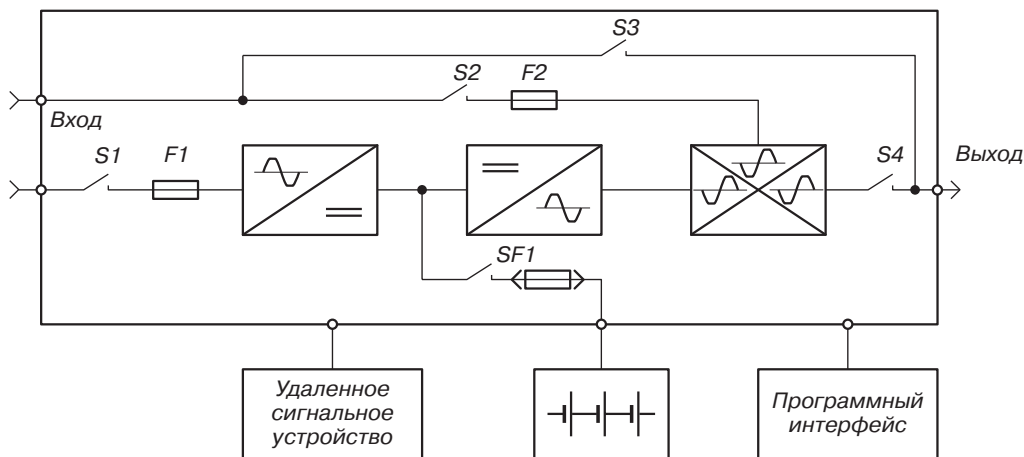 S3
S2
F2
Вход
S1
F1
S4
Выход
SF1
Удаленное
сигнальное
устройство
Программный
интерфейс